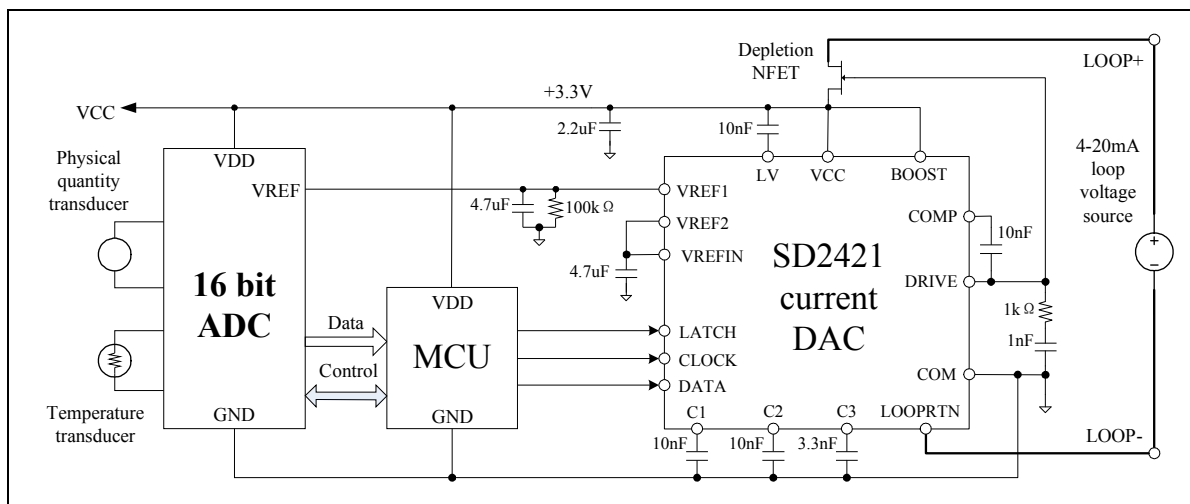 Depletion
NFET
LOOP+
VCC
+3.3V
2.2uF
10nF
VDD
Physical
quantity
transducer
VREF
4.7uF
100kΩ
LV
VCC
BOOST
4-20mA
loop
voltage
source
VREF1
VREF2
VREFIN
4.7uF
COMP
10nF
16 bit
ADC
SD2421
current
DAC
DRIVE
VDD
Data
MCU
Control
LATCH
CLOCK
DATA
1kΩ
1nF
COM
Temperature
transducer
GND
GND
C1
C2
C3
LOOPRTN
LOOP-
10nF
10nF
3.3nF
+
−